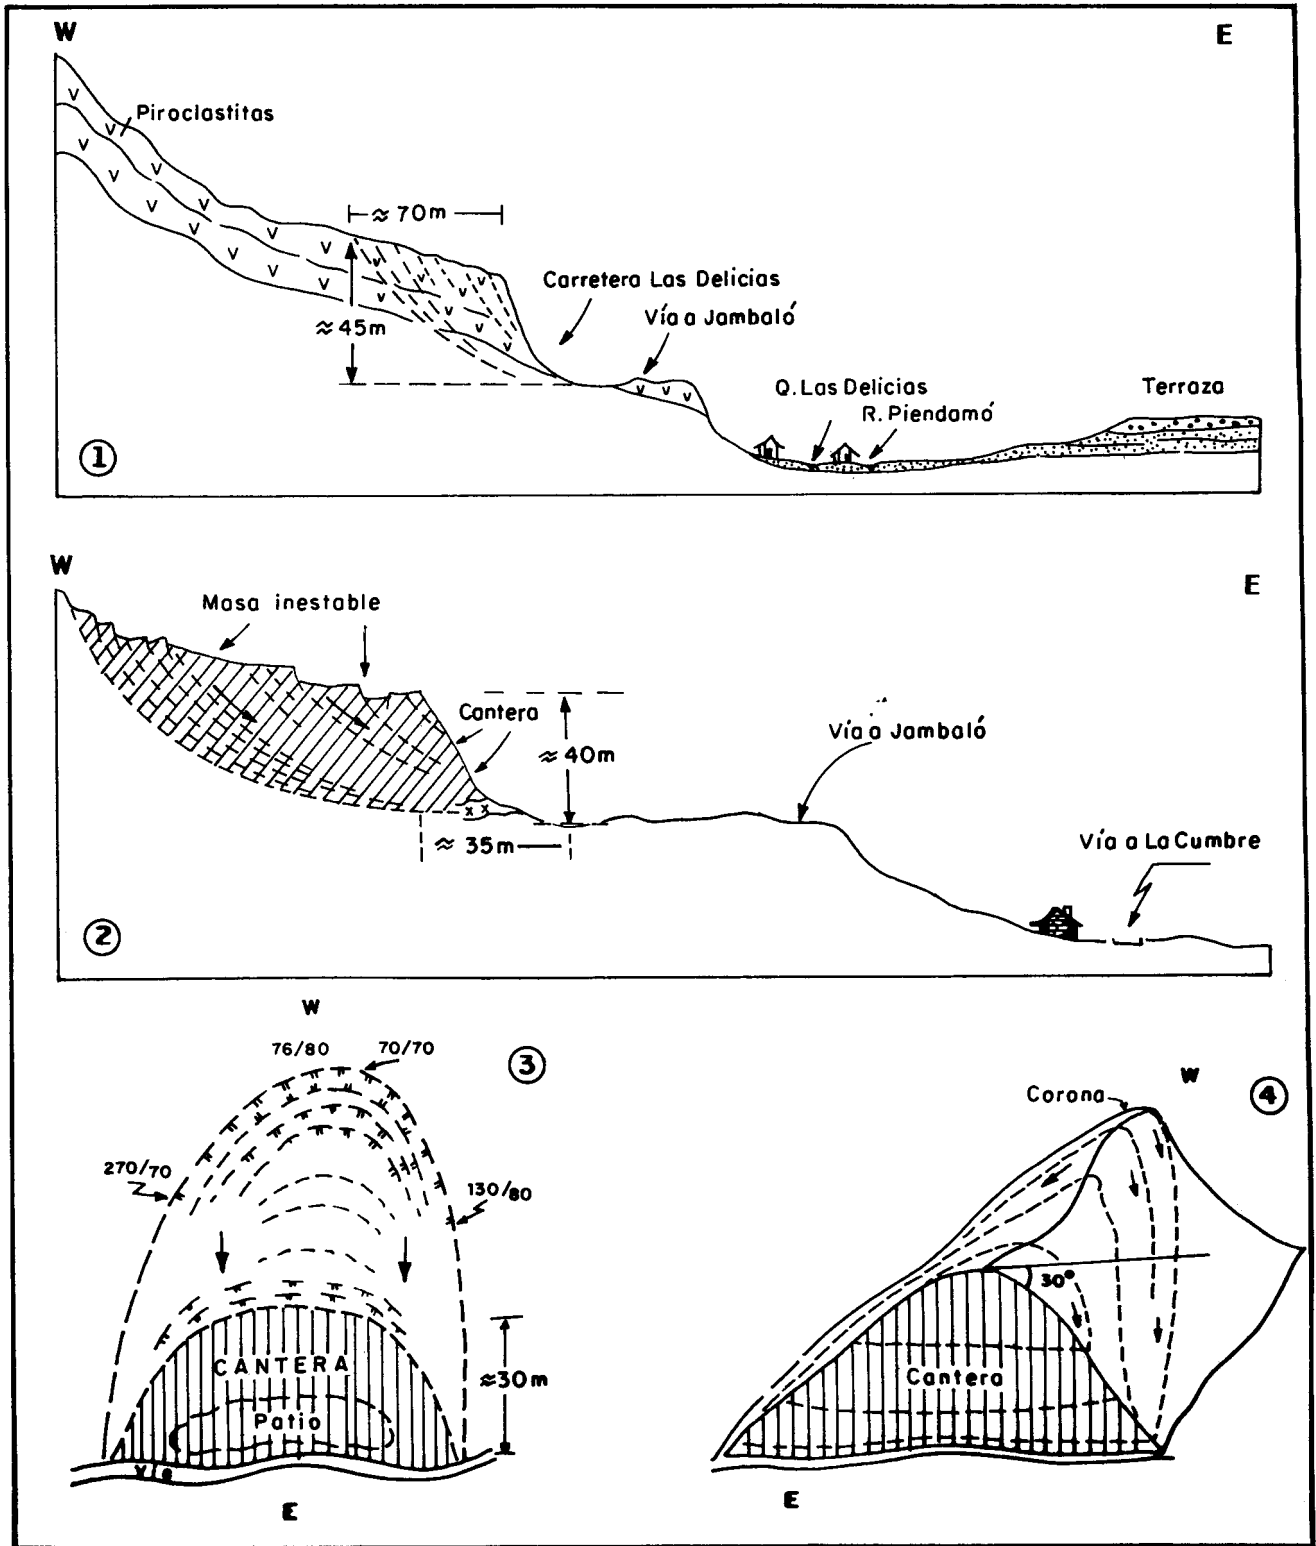 W
E
Piroclastitas
≈ 70m
Carretera Las Delicias
Vía a Jambaló
≈ 45m
Q. Las Delicias
R. Piendamó
Terraza
1
W
E
Masa inestable
Cantera
≈ 40m
Vía a Jambaló
≈ 35m
Vía a La Cumbre
x x
2
W
76/80
70/70
3
270/70
130/80
CANTERA
Patio
≈30m
Vía
E
W
4
Corona
30°
Cantera
E